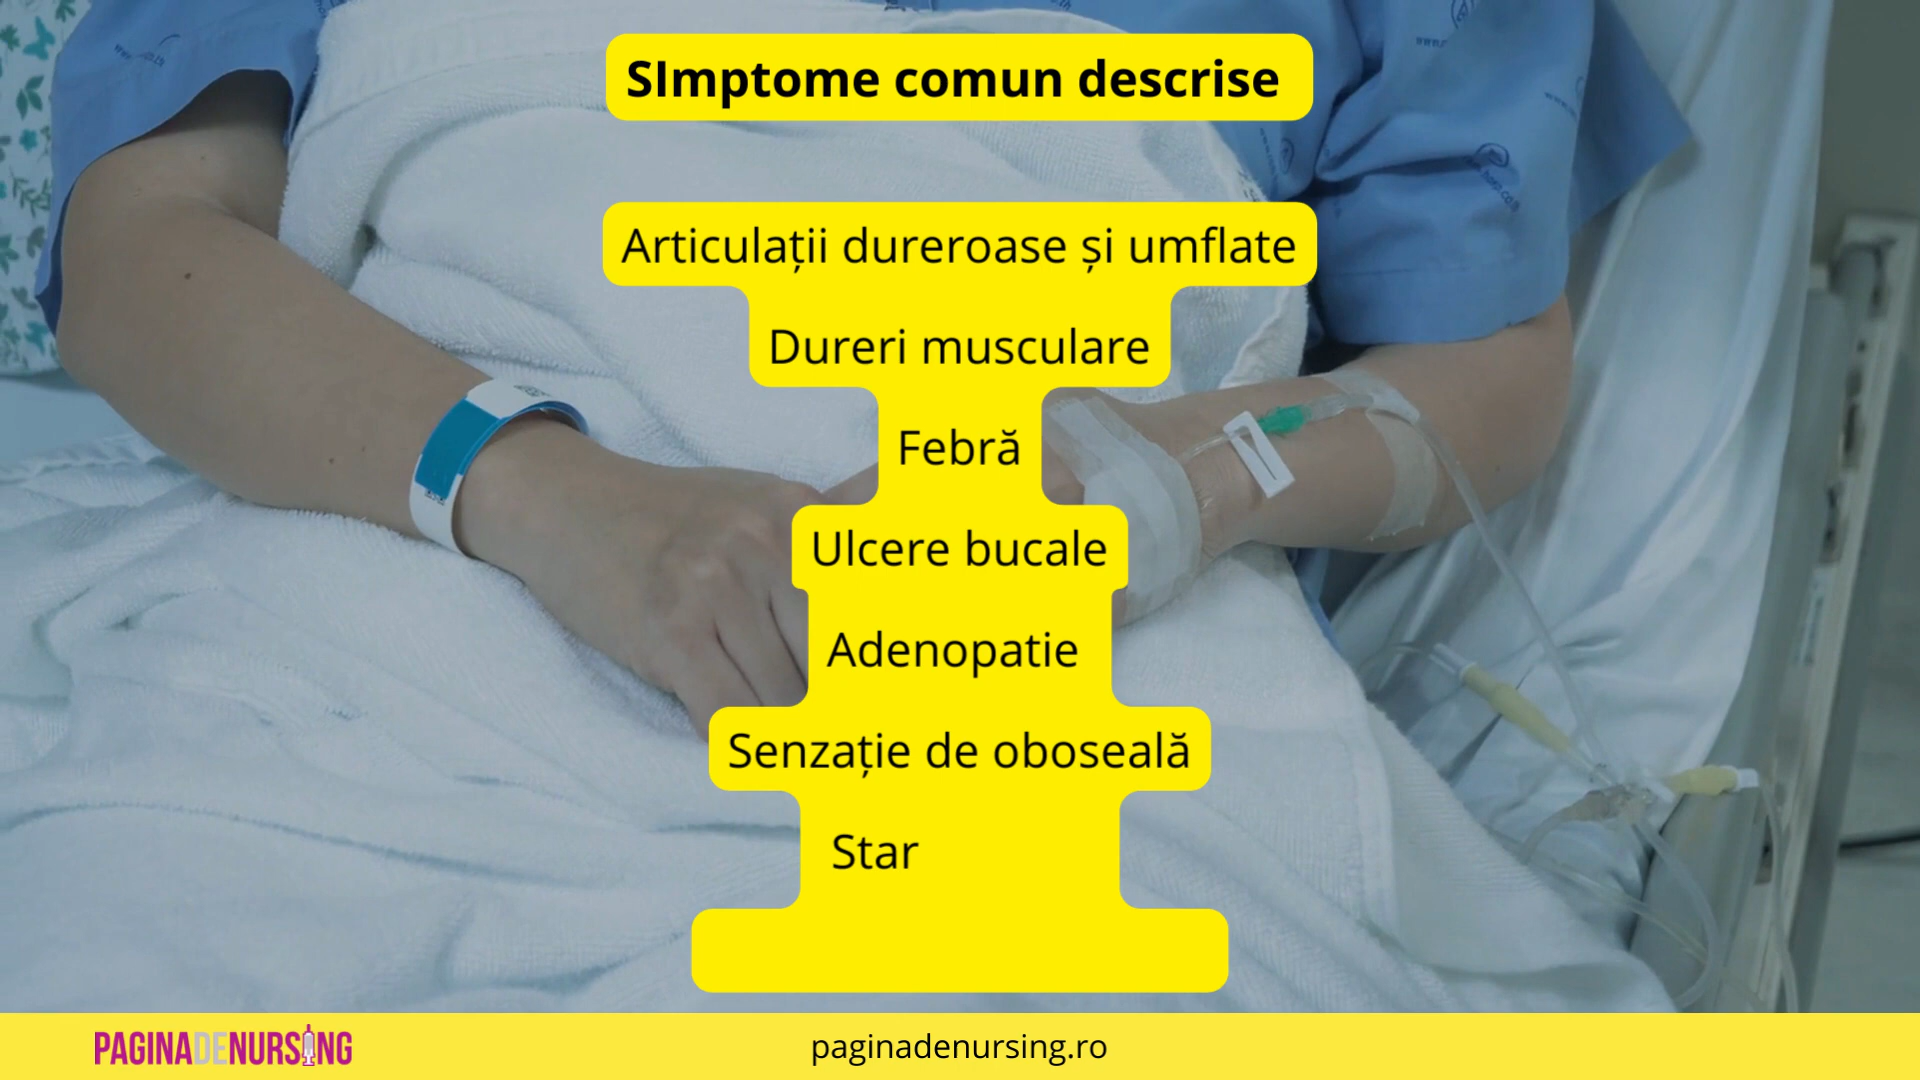 SImptome comun descrise
Articulații dureroase și umflate
Dureri musculare
Febră
Ulcere bucale
Adenopatie
Senzație de oboseală
Star
PAGINADENURSING
paginadenursing.ro